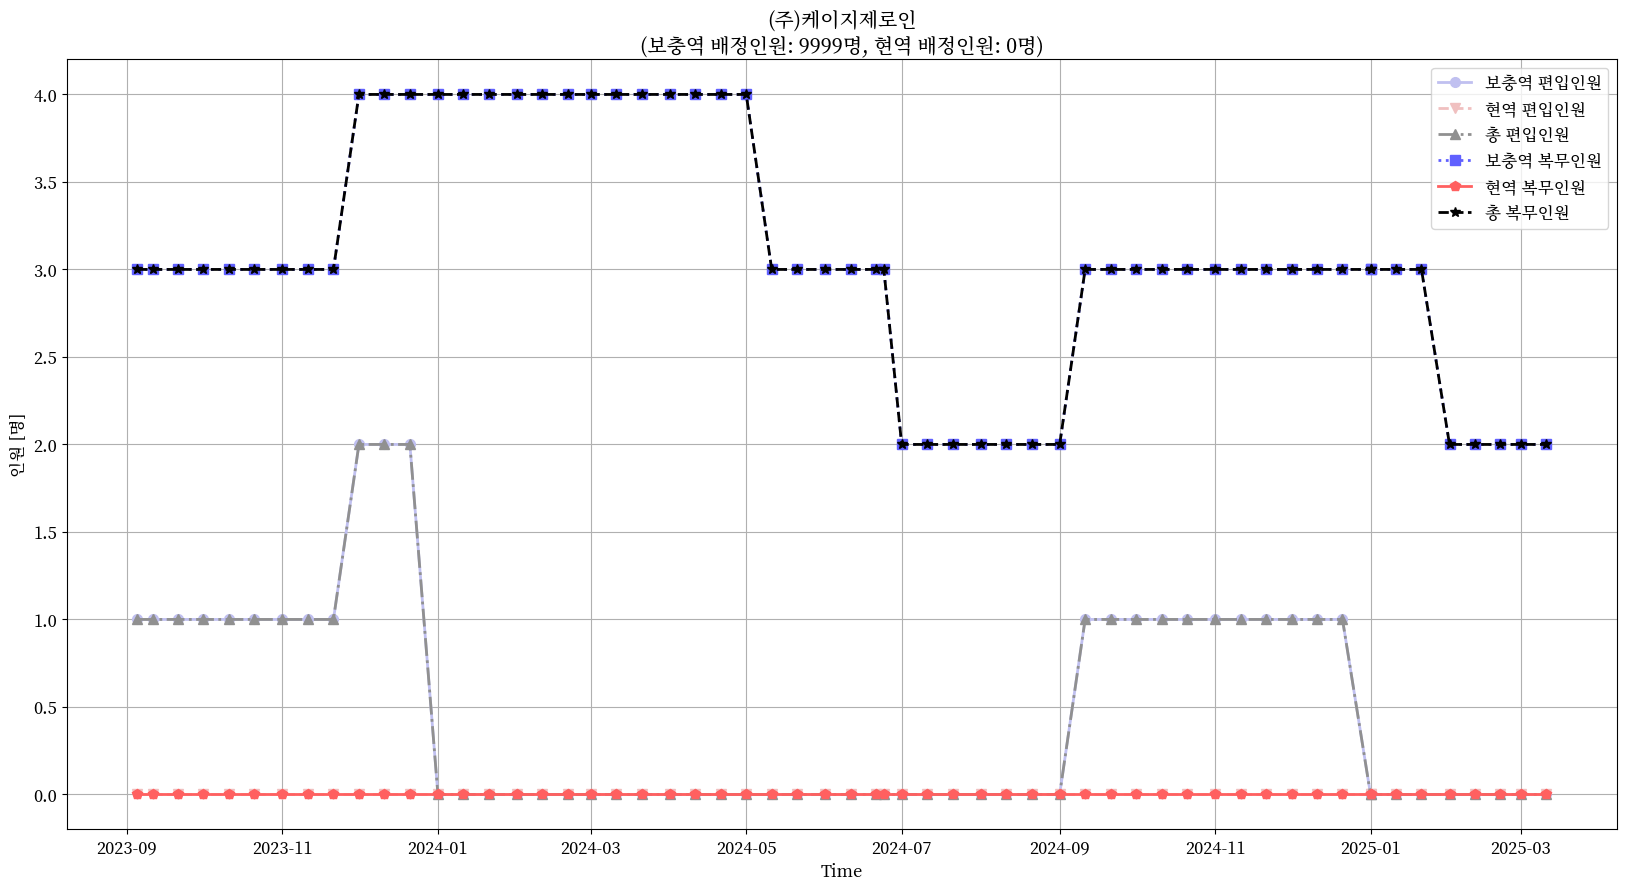 (주)케이지제로인
(보충역 배정인원: 9999명, 현역 배정인원: 0명)
보충역 편입인원
현역 편입인원
총 편입인원
보충역 복무인원
현역 복무인원
총 복무인원
인원 [명]
4.0
3.5
3.0
2.5
2.0
1.5
1.0
0.5
0.0
2023-09 2023-11 2024-01 2024-03 2024-05 2024-07 2024-09 2024-11 2025-01 2025-03
Time